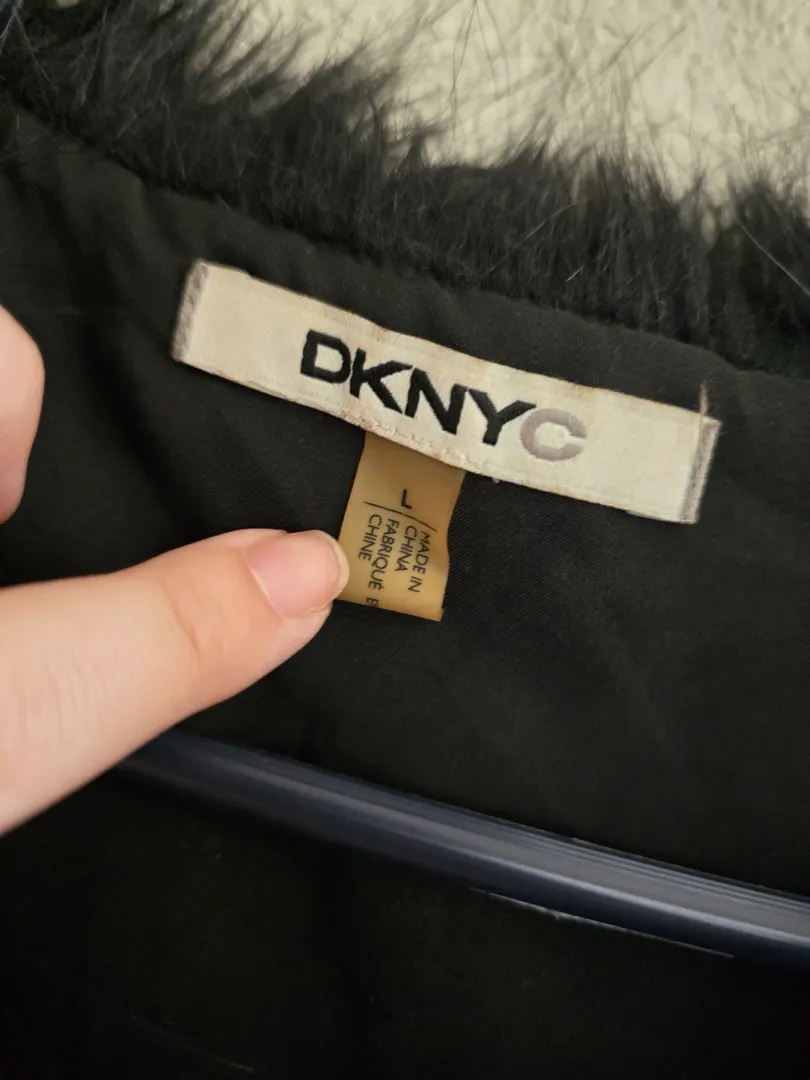 DKNYC
L
MADE IN
CHINA
FABRIQUÉ E
CHINE